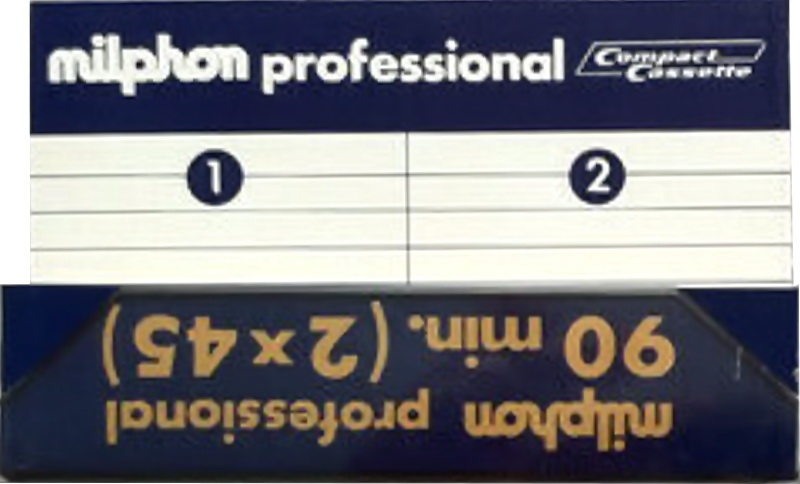 milphon professional Compact Cassette
1 2
milphon professional
90 min. (2 x 45)